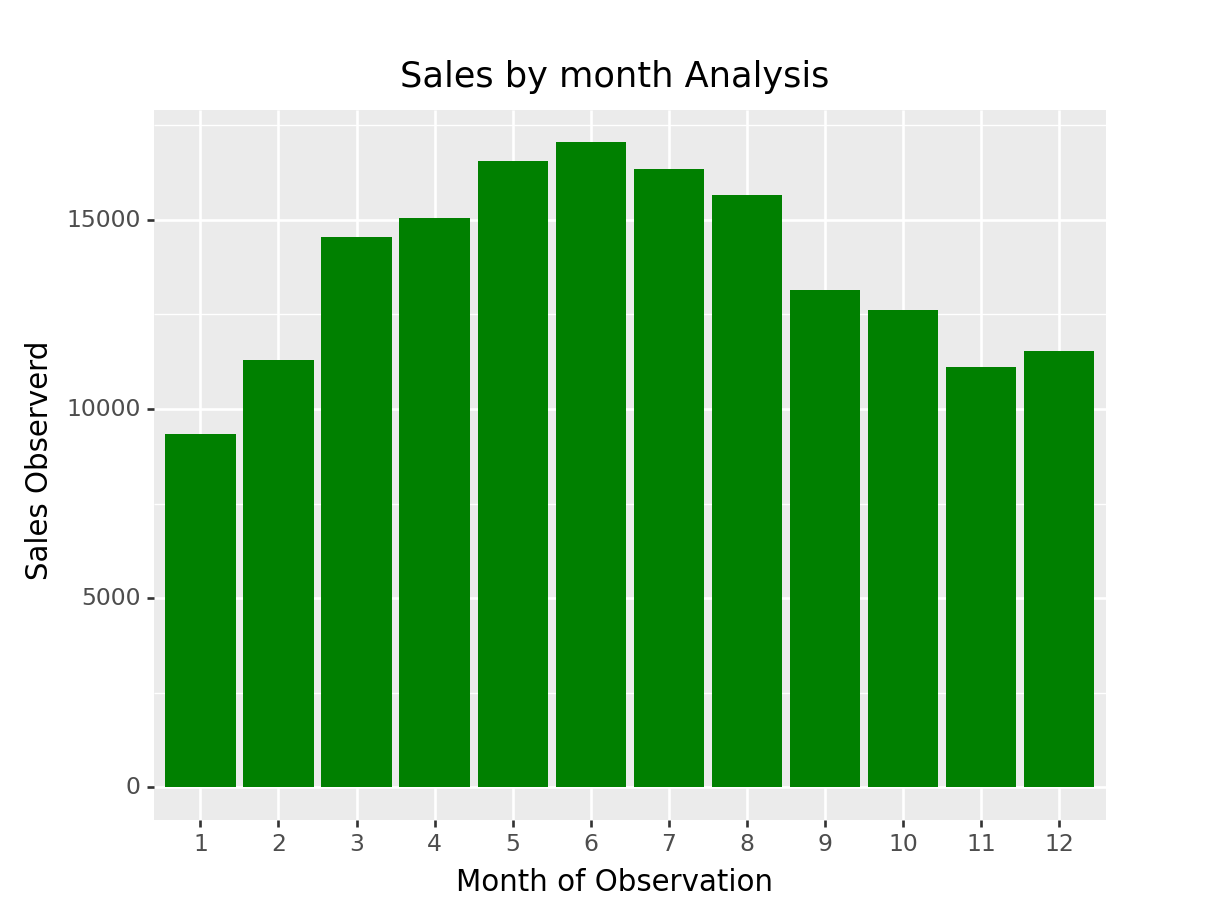 Sales by month Analysis
Sales Observerd
15000
10000
5000
0
1 2 3 4 5 6 7 8 9 10 11 12
Month of Observation